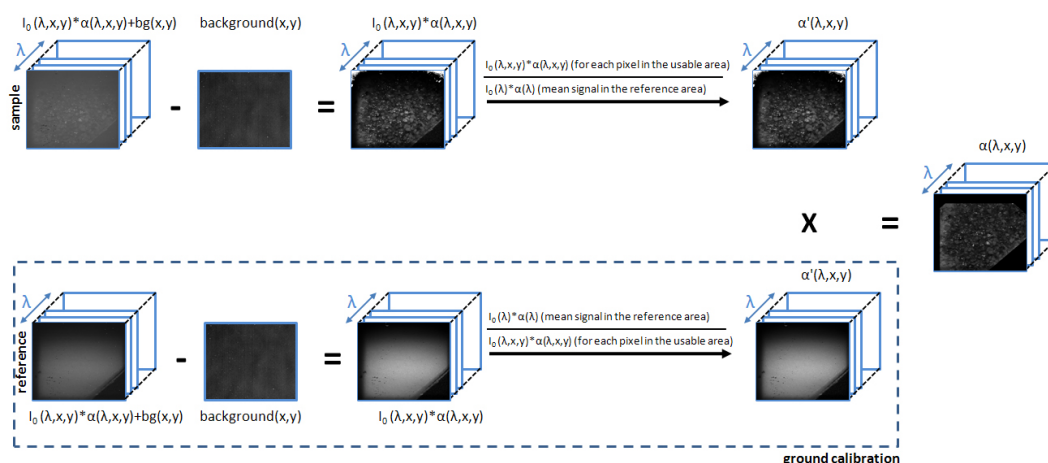 I₀(λ,x,y)*α(λ,x,y)+bg(x,y)
background(x,y)
I₀(λ,x,y)*α(λ,x,y)
α'(λ,x,y)
λ
λ
λ
sample
-
=
I₀(λ,x,y)*α(λ,x,y) (for each pixel in the usable area)
I₀(λ)*α(λ) (mean signal in the reference area)
α(λ,x,y)
λ
X
=
α'(λ,x,y)
λ
λ
λ
reference
-
=
I₀(λ)*α(λ) (mean signal in the reference area)
I₀(λ,x,y)*α(λ,x,y) (for each pixel in the usable area)
I₀(λ,x,y)*α(λ,x,y)+bg(x,y)
background(x,y)
I₀(λ,x,y)*α(λ,x,y)
ground calibration